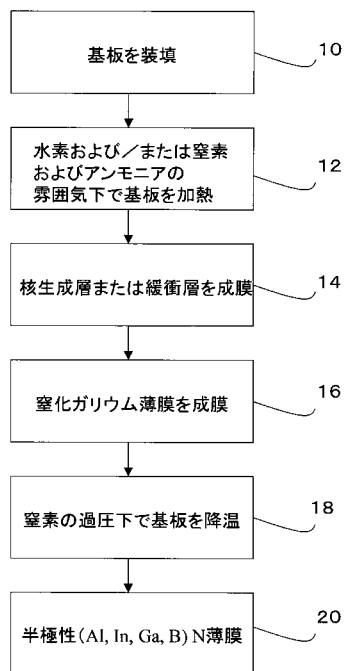 基板を装填
10
水素および／または窒素
およびアンモニアの
雰囲気下で基板を加熱
12
核生成層または緩衝層を成膜
14
窒化ガリウム薄膜を成膜
16
窒素の過圧下で基板を降温
18
半極性(Al, In, Ga, B) N薄膜
20